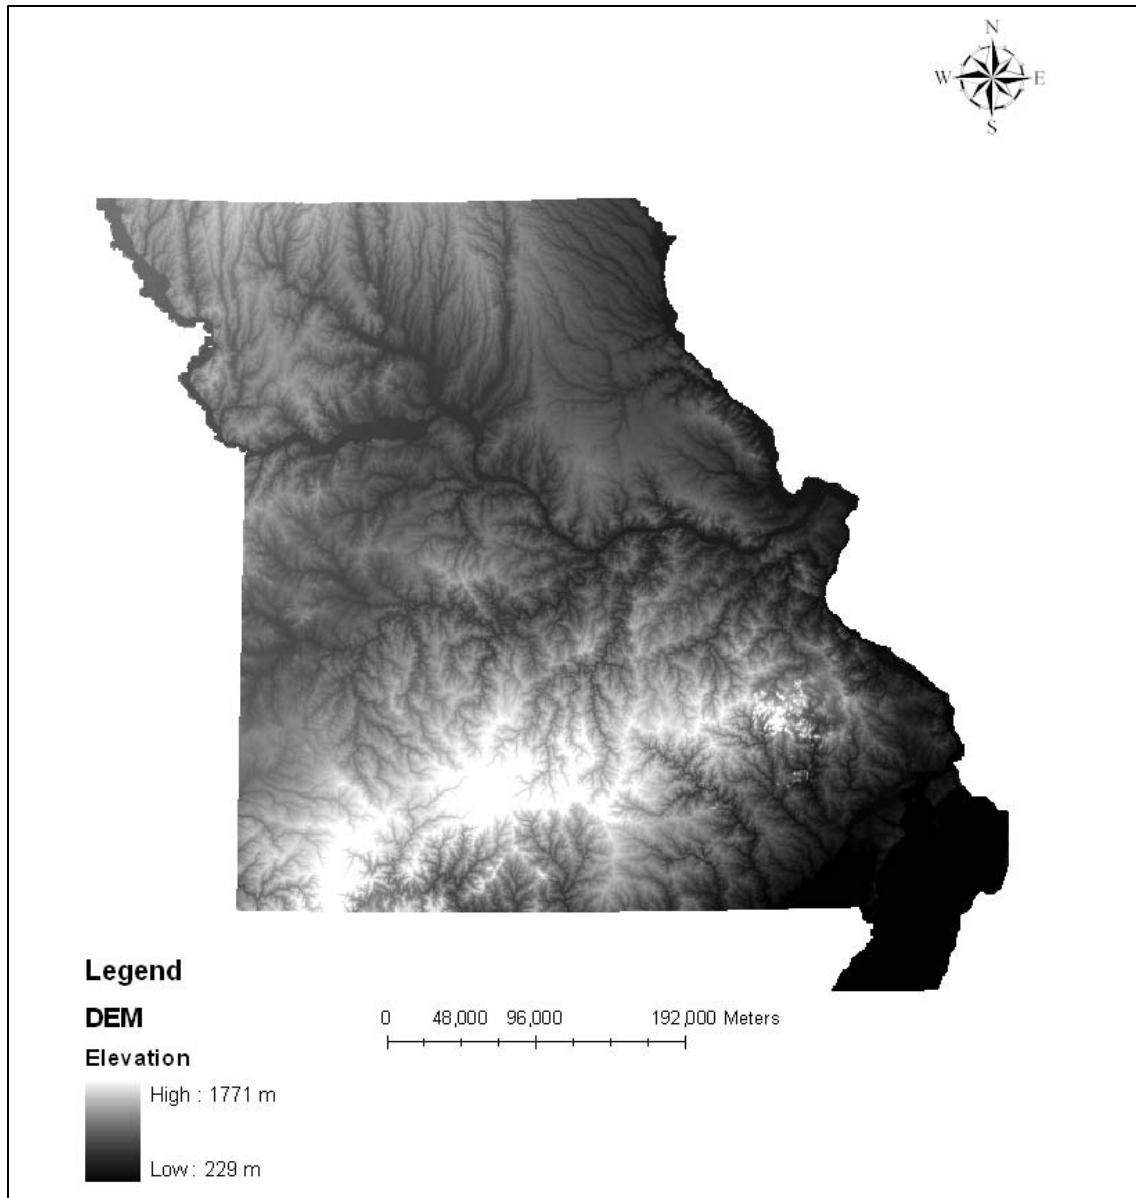 N
W E
S
Legend
DEM
0 48,000 96,000 192,000 Meters
Elevation
High : 1771 m
Low : 229 m